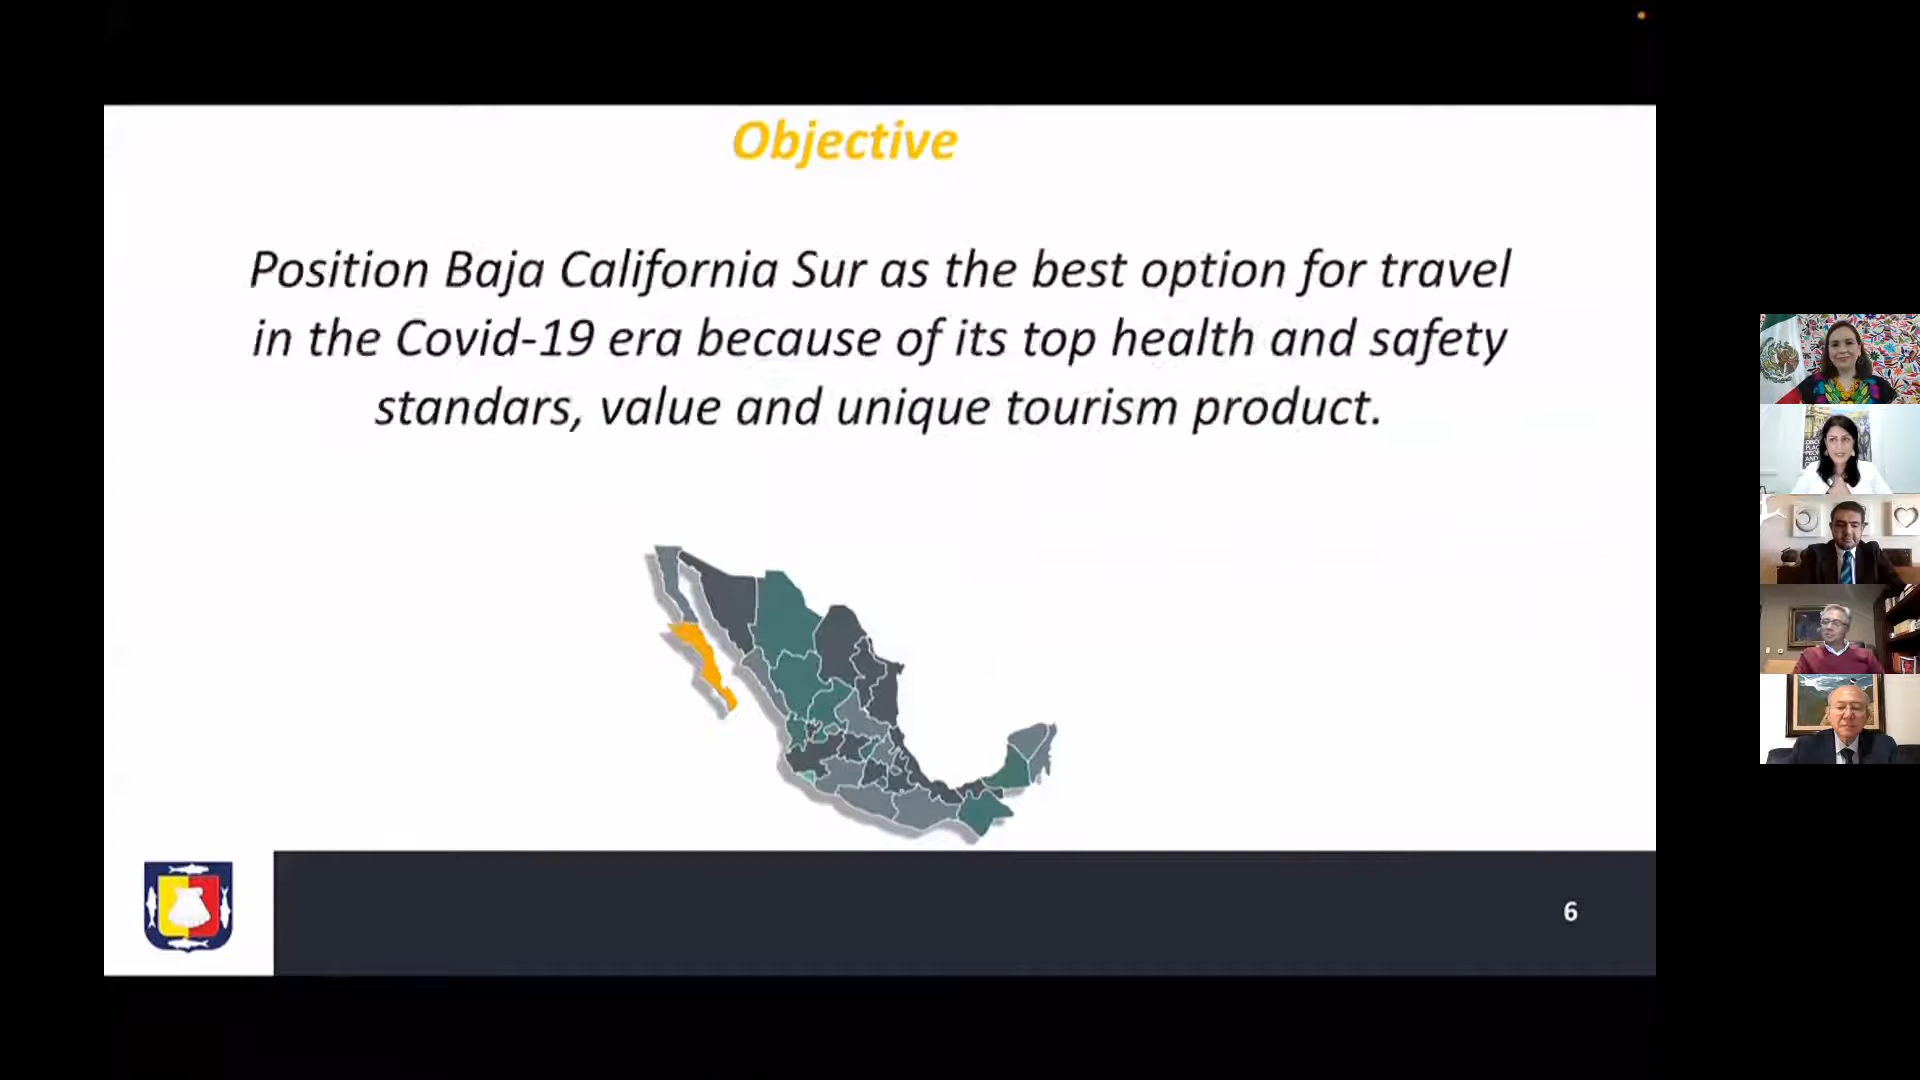 Objective
Position Baja California Sur as the best option for travel
in the Covid-19 era because of its top health and safety
standars, value and unique tourism product.
6